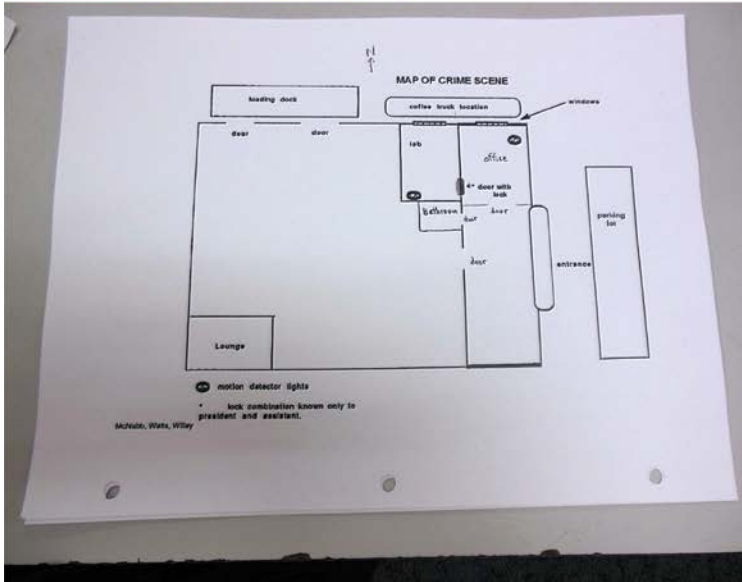 N
MAP OF CRIME SCENE
loading dock
coffee truck location
windows
door
door
lab
office
* door with
lock
Bathroom
door
door
parking
lot
door
entrance
Lounge
motion detector lights
* lock combination known only to
president and assistant.
McNabb, Watts, Willey